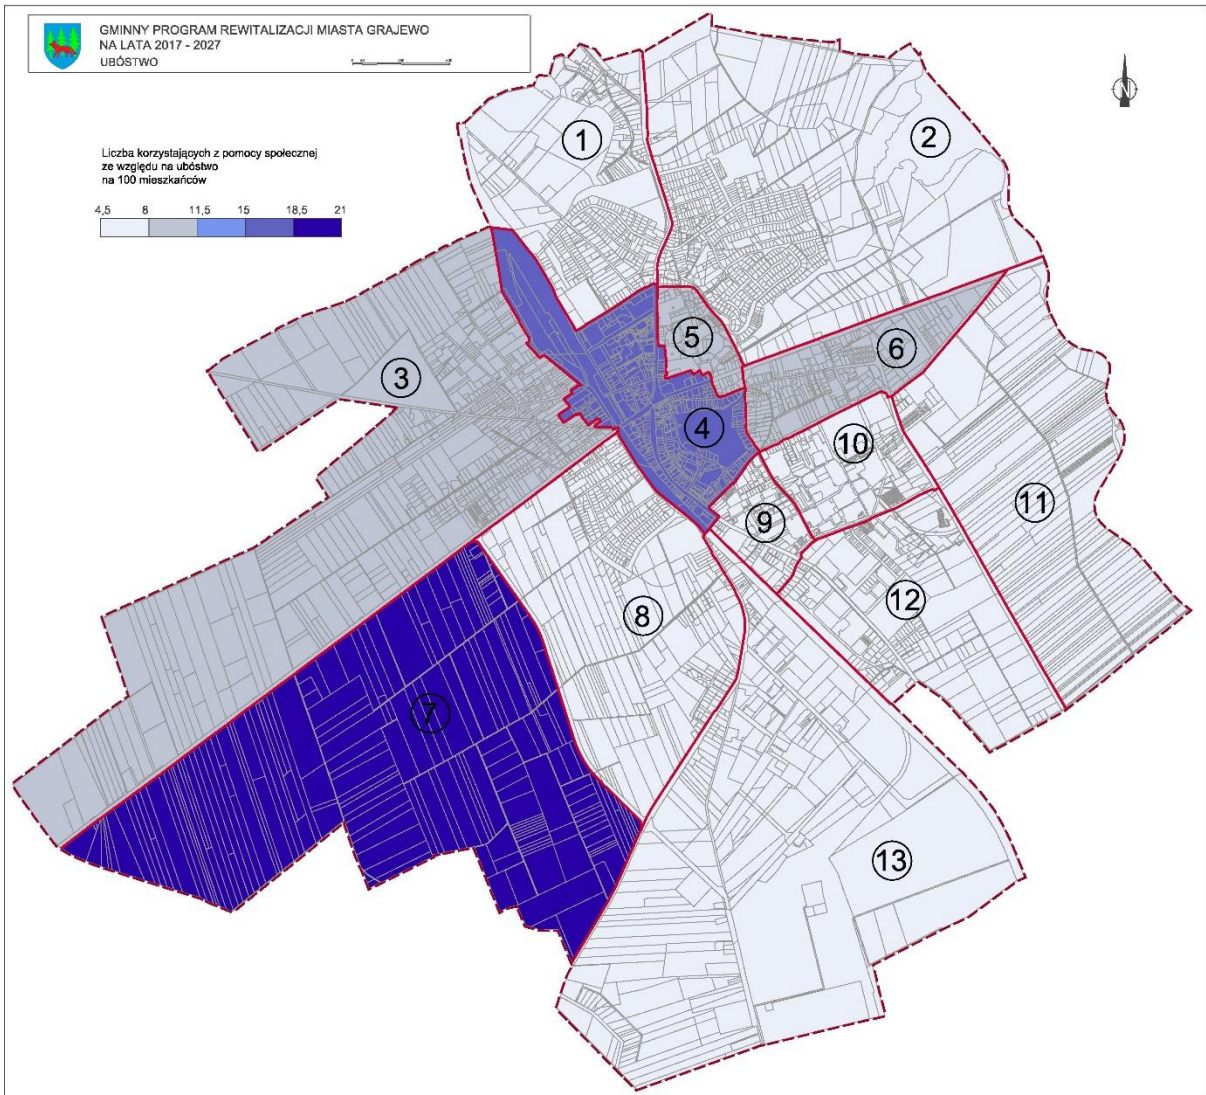 GMINNY PROGRAM REWITALIZACJI MIASTA GRAJEWO
NA LATA 2017 - 2027
UBÓSTWO
N
Liczba korzystających z pomocy społecznej
ze względu na ubóstwo
na 100 mieszkańców
4,5 8 11,5 15 18,5 21
1
2
3
4
5
6
7
8
9
10
11
12
13